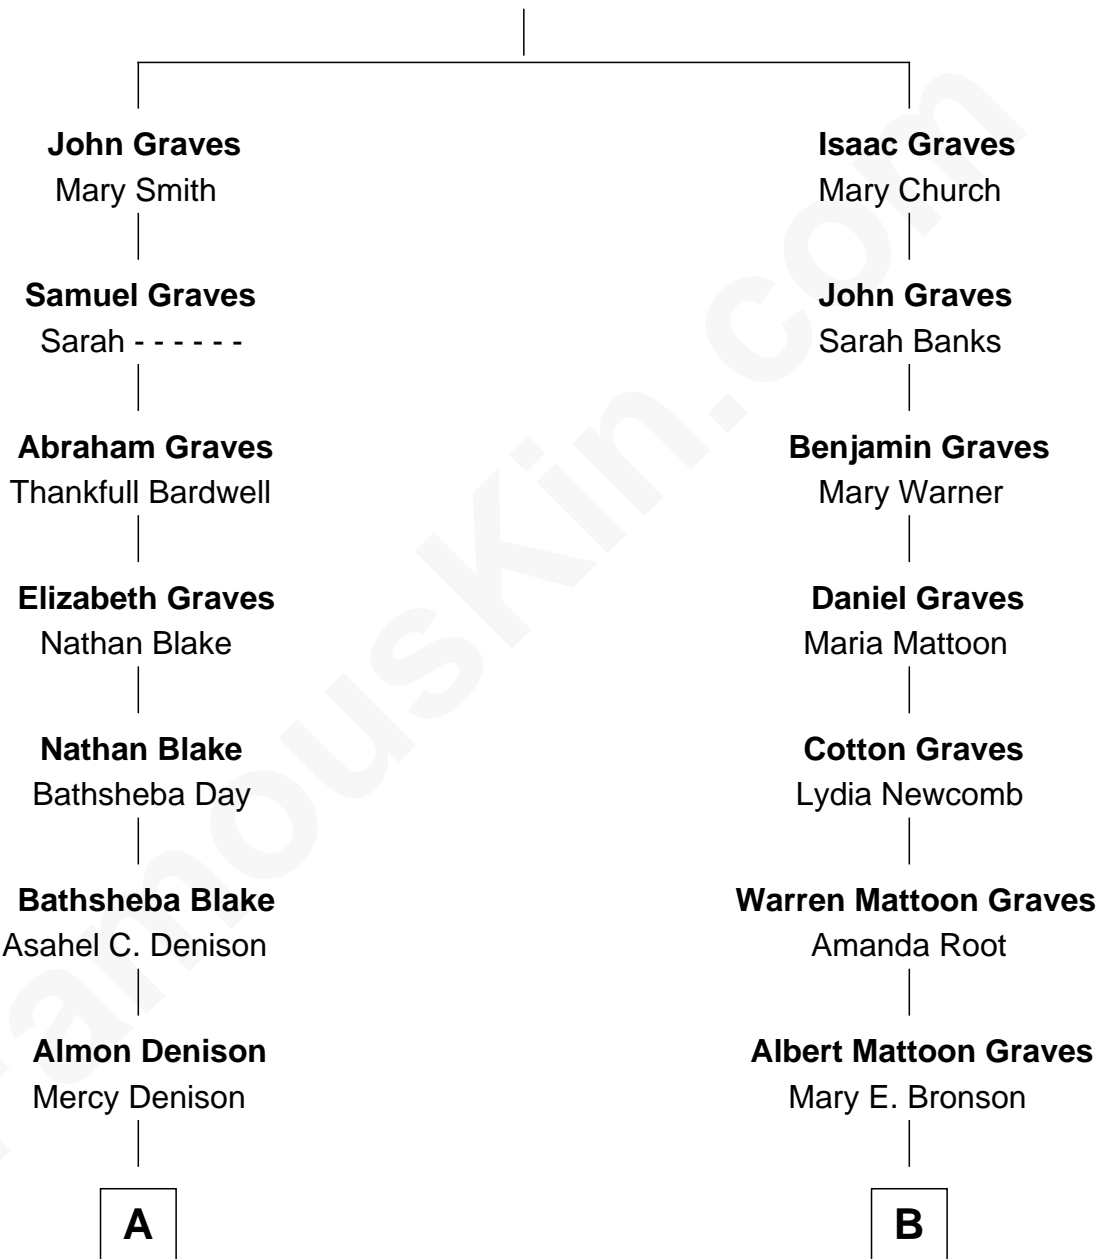 John Graves
Mary Smith
Isaac Graves
Mary Church
Samuel Graves
Sarah - - - - - -
John Graves
Sarah Banks
Abraham Graves
Thankfull Bardwell
Benjamin Graves
Mary Warner
Elizabeth Graves
Nathan Blake
Daniel Graves
Maria Mattoon
Nathan Blake
Bathsheba Day
Cotton Graves
Lydia Newcomb
Bathsheba Blake
Asahel C. Denison
Warren Mattoon Graves
Amanda Root
Almon Denison
Mercy Denison
Albert Mattoon Graves
Mary E. Bronson
A
B
FamousKin.com